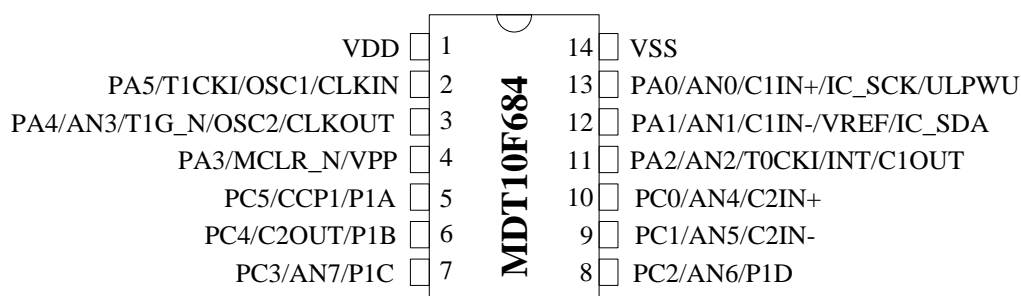 VDD 1 14 VSS
PA5/T1CKI/OSC1/CLKIN 2 13 PA0/AN0/C1IN+/IC_SCK/ULPWU
PA4/AN3/T1G_N/OSC2/CLKOUT 3 12 PA1/AN1/C1IN-/VREF/IC_SDA
PA3/MCLR_N/VPP 4 11 PA2/AN2/T0CKI/INT/C1OUT
PC5/CCP1/P1A 5 10 PC0/AN4/C2IN+
PC4/C2OUT/P1B 6 9 PC1/AN5/C2IN-
PC3/AN7/P1C 7 8 PC2/AN6/P1D
MDT10F684